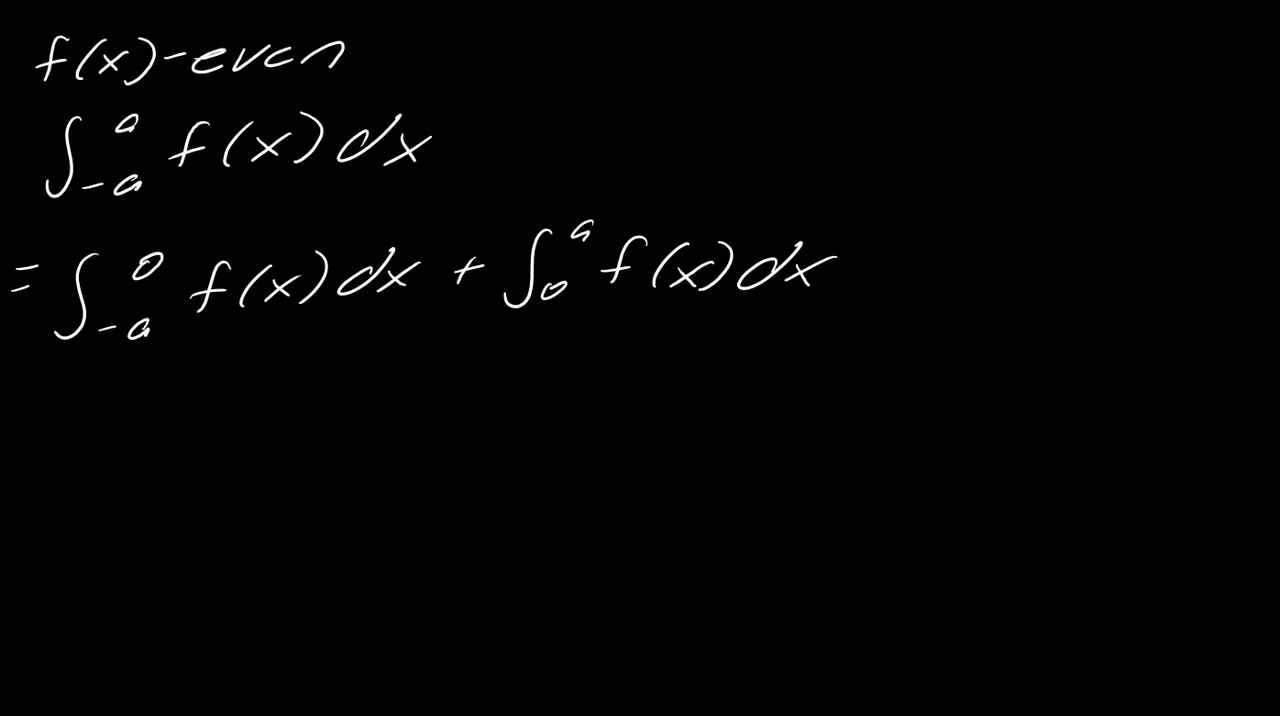 f(x)-even
∫_{-a}^{a} f(x)dx
= ∫_{-a}^{0} f(x)dx + ∫_{0}^{a} f(x)dx